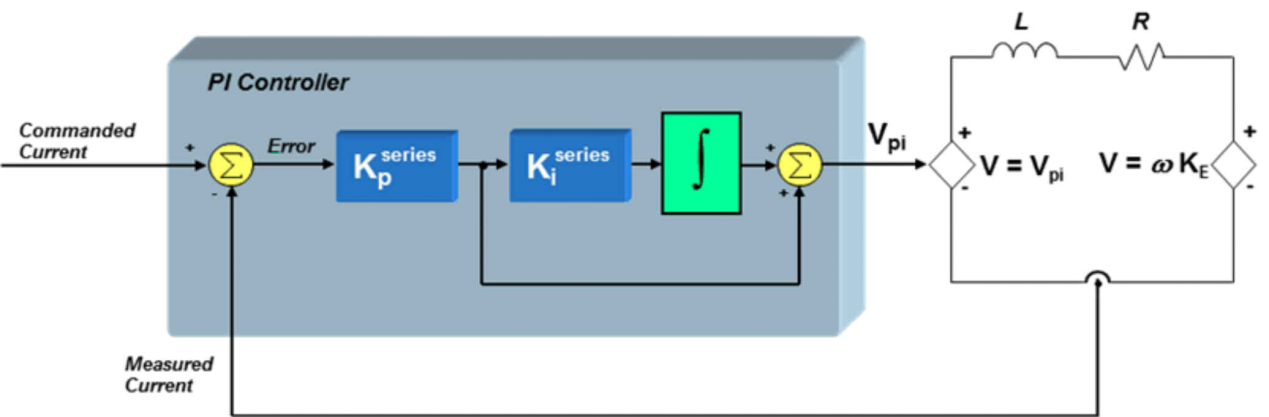 L
R
PI Controller
Commanded
Current
+
-
Σ
Error
K_p^series
K_i^series
∫
+
+
Σ
V_pi
+
-
V = V_pi
V = ω K_E
+
-
Measured
Current